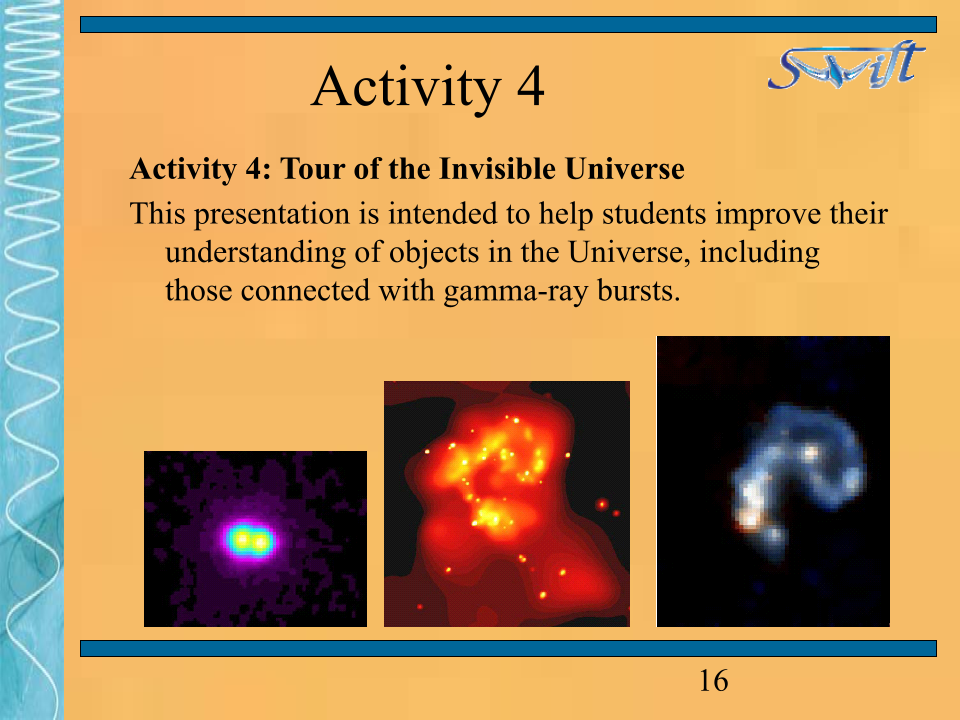 Activity 4
Swift
Activity 4: Tour of the Invisible Universe
This presentation is intended to help students improve their
understanding of objects in the Universe, including
those connected with gamma-ray bursts.
16